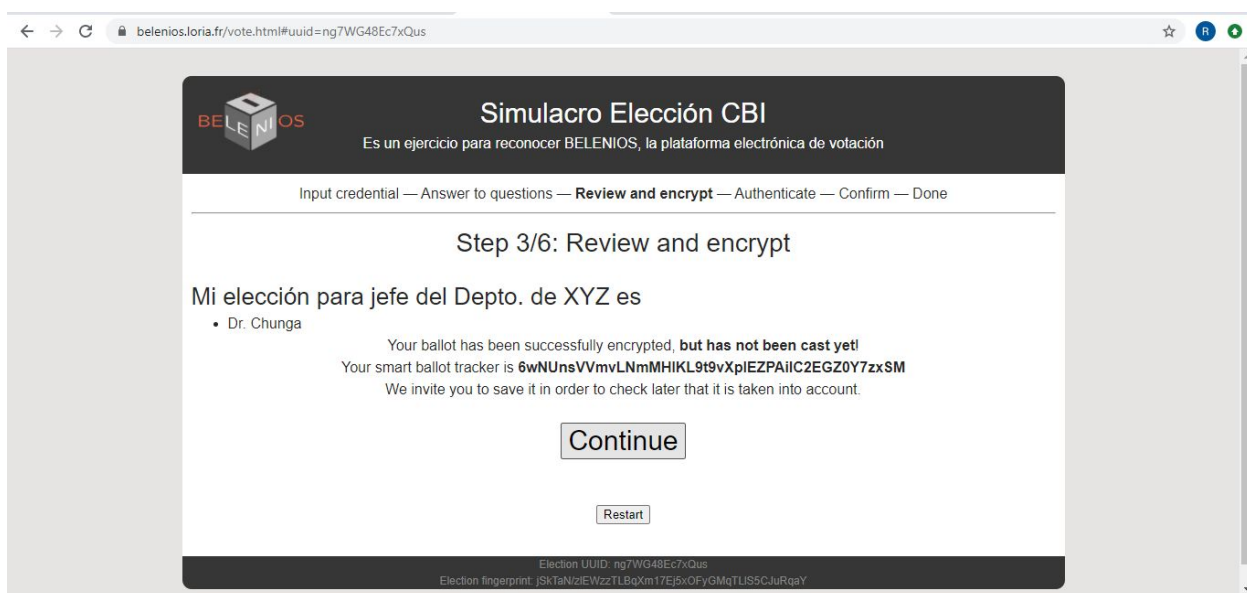 belenios.loria.fr/vote.html#uuid=ng7WG48Ec7xQus
R
BELENIOS
Simulacro Elección CBI
Es un ejercicio para reconocer BELENIOS, la plataforma electrónica de votación
Input credential — Answer to questions — Review and encrypt — Authenticate — Confirm — Done
Step 3/6: Review and encrypt
Mi elección para jefe del Depto. de XYZ es
• Dr. Chunga
Your ballot has been successfully encrypted, but has not been cast yet!
Your smart ballot tracker is 6wNUnsVVmvLNmMHIKL9t9vXpIEZPAiIC2EGZ0Y7zxSM
We invite you to save it in order to check later that it is taken into account.
Continue
Restart
Election UUID: ng7WG48Ec7xQus
Election fingerprint: jSkTaN/zIEWzzTLBqXm17Ej5xOFyGMqTLIS5CJuRqaY